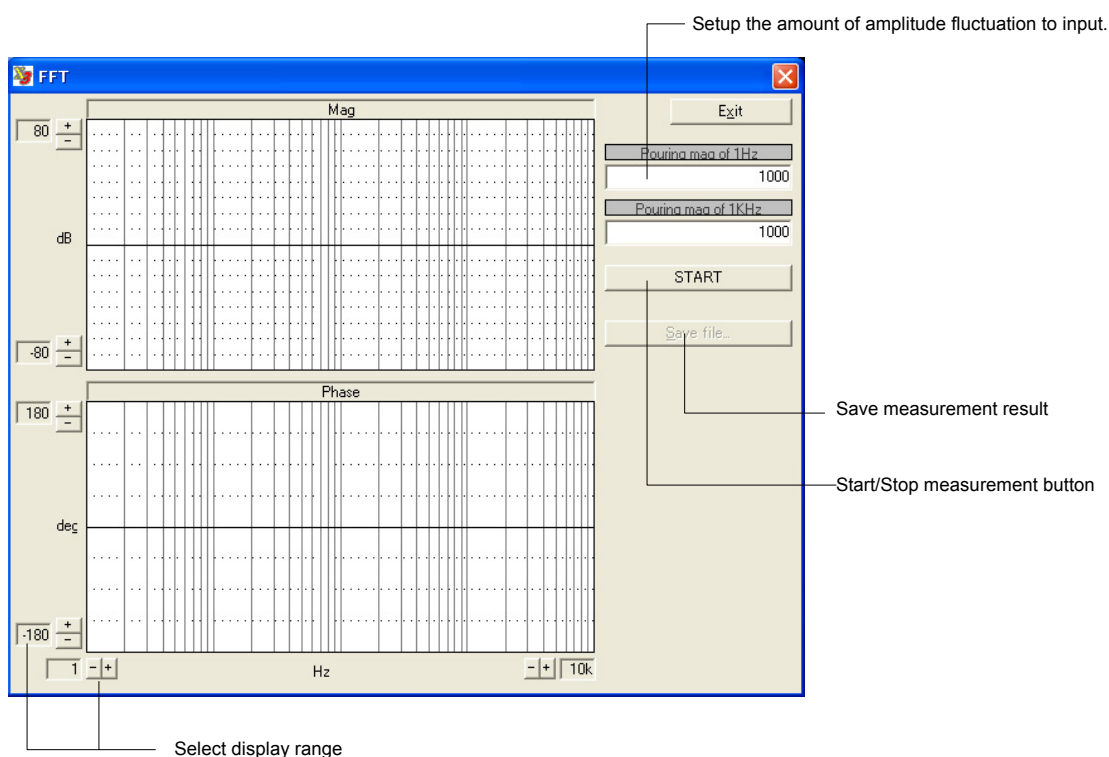 Setup the amount of amplitude fluctuation to input.
FFT
Mag
Exit
80 + -
Pouring mag of 1Hz
1000
Pouring mag of 1KHz
1000
dB
START
Save file...
-80 + -
Phase
180 + -
Save measurement result
Start/Stop measurement button
deg
-180 + -
1 - +
Hz
- + 10k
Select display range